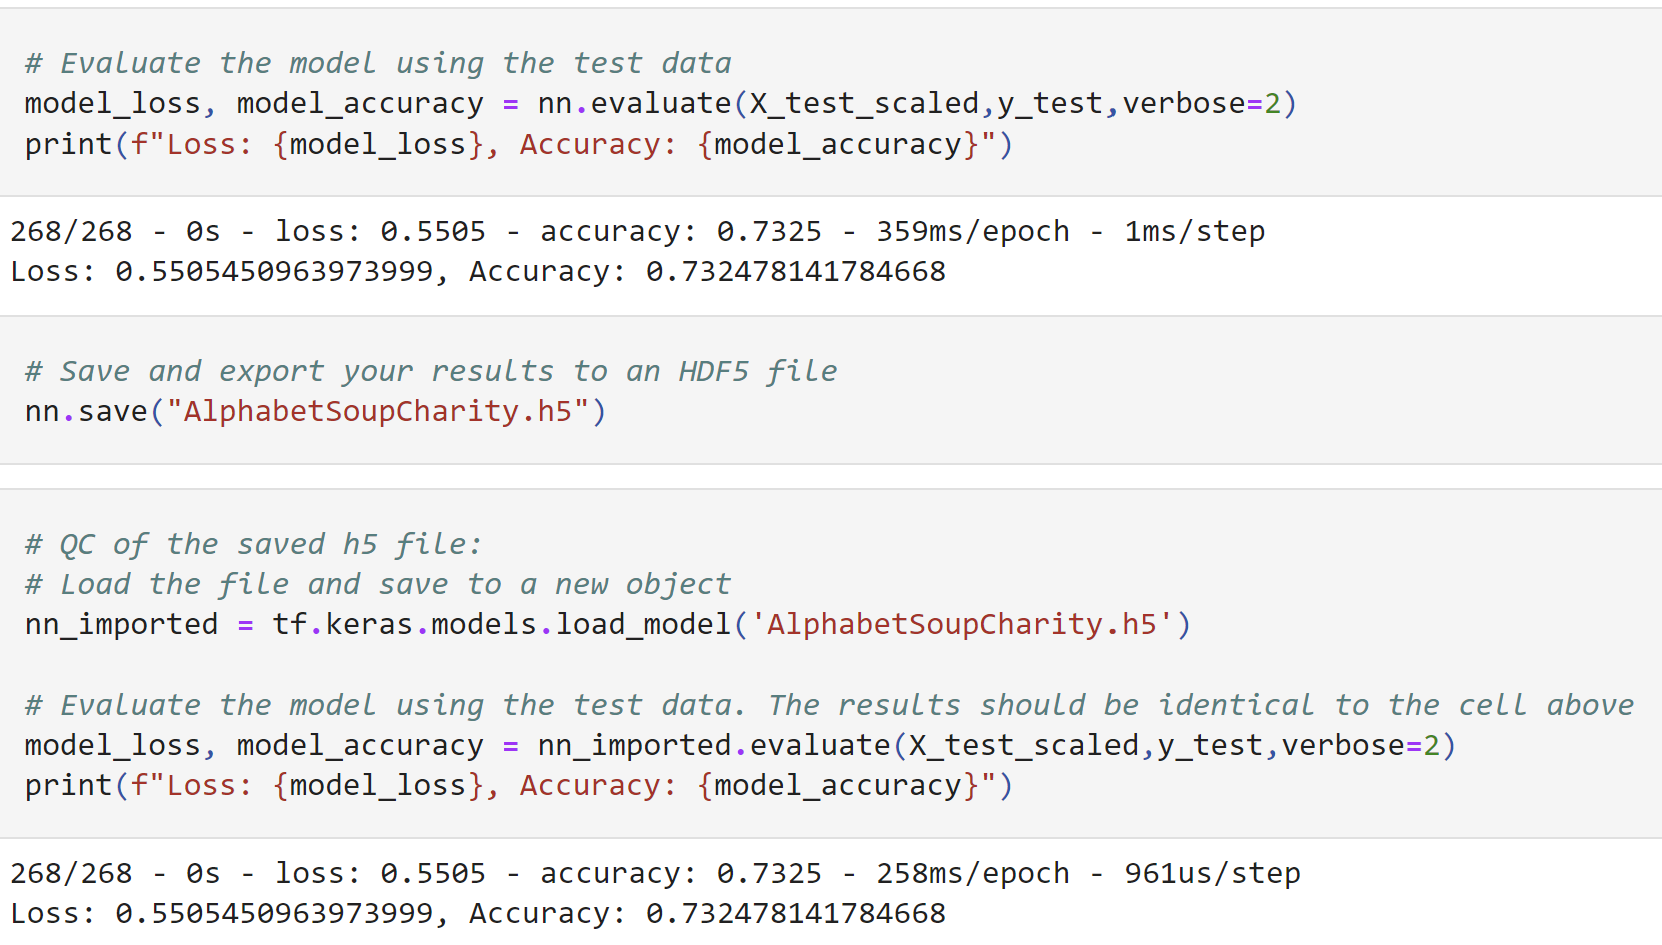 # Evaluate the model using the test data
model_loss, model_accuracy = nn.evaluate(X_test_scaled,y_test,verbose=2)
print(f"Loss: {model_loss}, Accuracy: {model_accuracy}")
268/268 - 0s - loss: 0.5505 - accuracy: 0.7325 - 359ms/epoch - 1ms/step
Loss: 0.5505450963973999, Accuracy: 0.732478141784668
# Save and export your results to an HDF5 file
nn.save("AlphabetSoupCharity.h5")
# QC of the saved h5 file:
# Load the file and save to a new object
nn_imported = tf.keras.models.load_model('AlphabetSoupCharity.h5')
# Evaluate the model using the test data. The results should be identical to the cell above
model_loss, model_accuracy = nn_imported.evaluate(X_test_scaled,y_test,verbose=2)
print(f"Loss: {model_loss}, Accuracy: {model_accuracy}")
268/268 - 0s - loss: 0.5505 - accuracy: 0.7325 - 258ms/epoch - 961us/step
Loss: 0.5505450963973999, Accuracy: 0.732478141784668